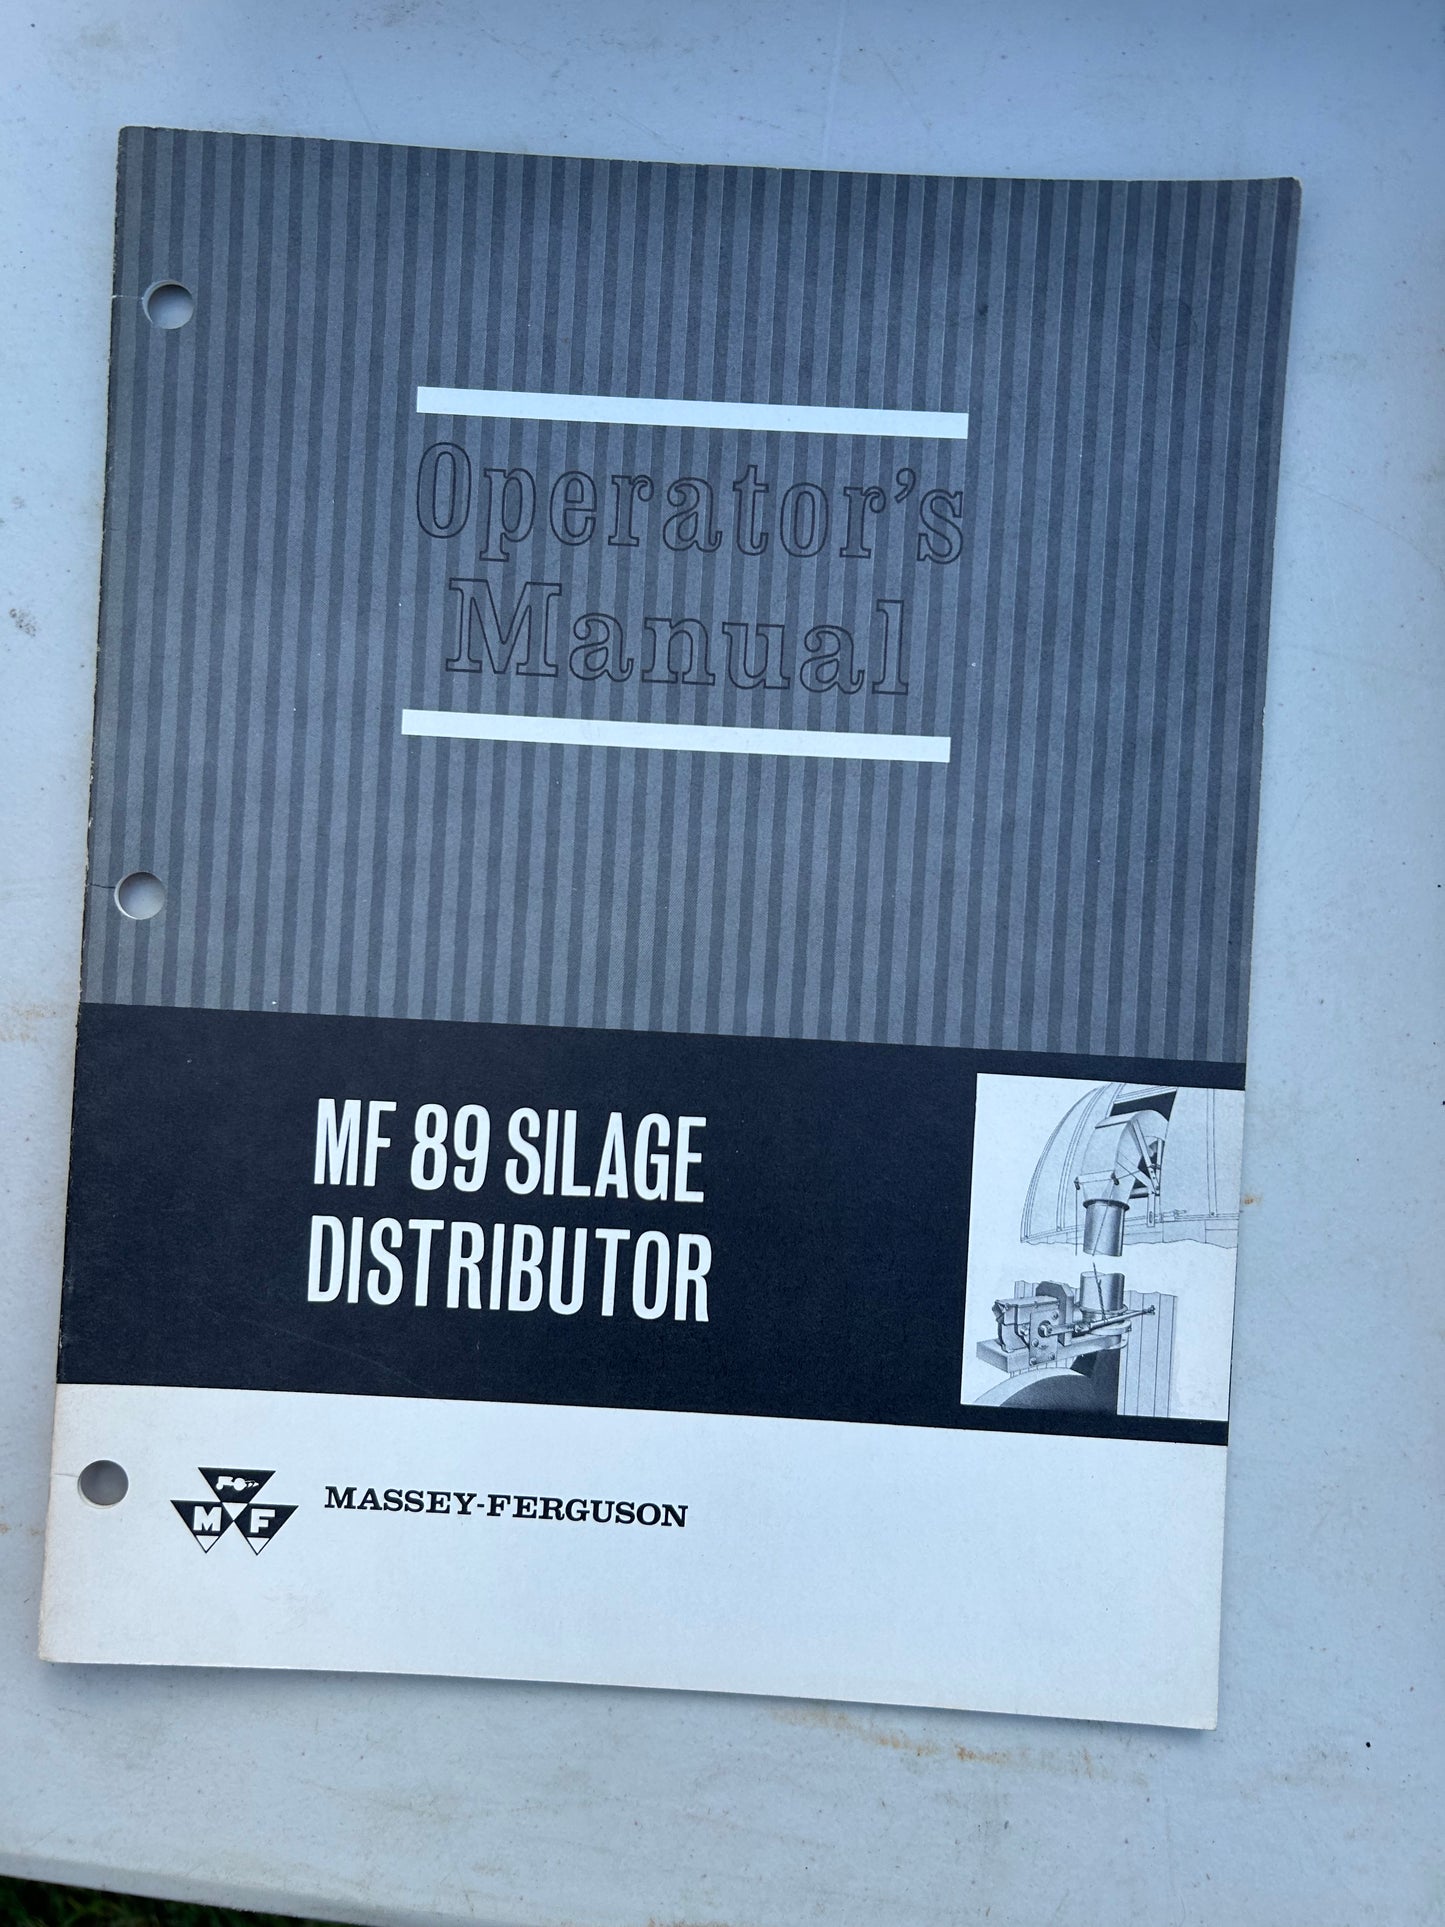 Operator's
Manual
MF 89 SILAGE
DISTRIBUTOR
MF
MASSEY-FERGUSON